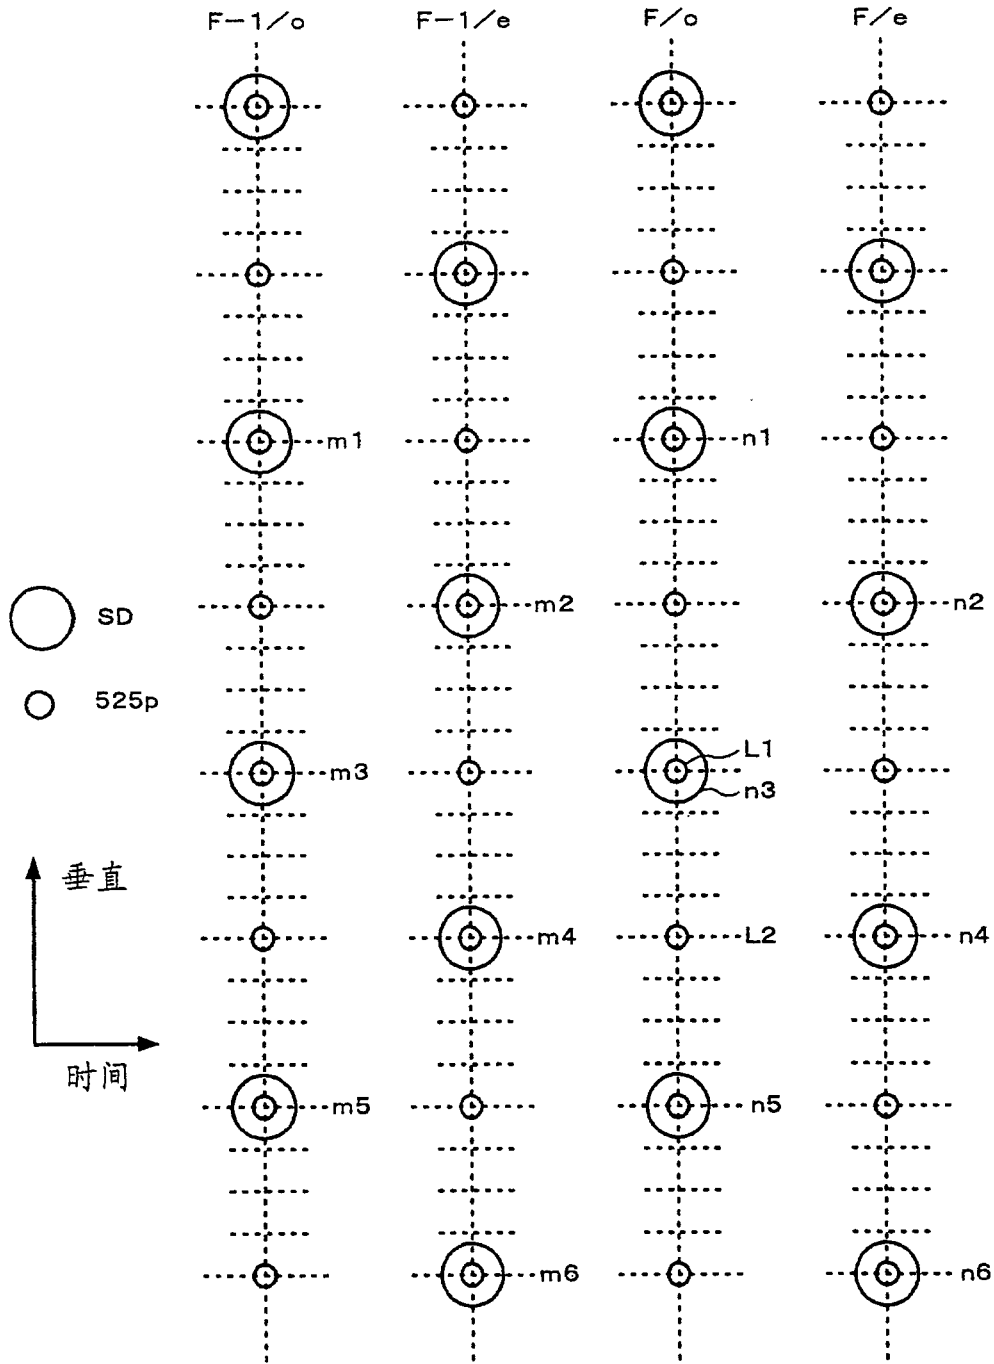 F-1/o F-1/e F/o F/e
m1 n1
m2 n2
SD
525p
L1
m3 n3
垂直
m4 L2 n4
时间
m5 n5
m6 n6